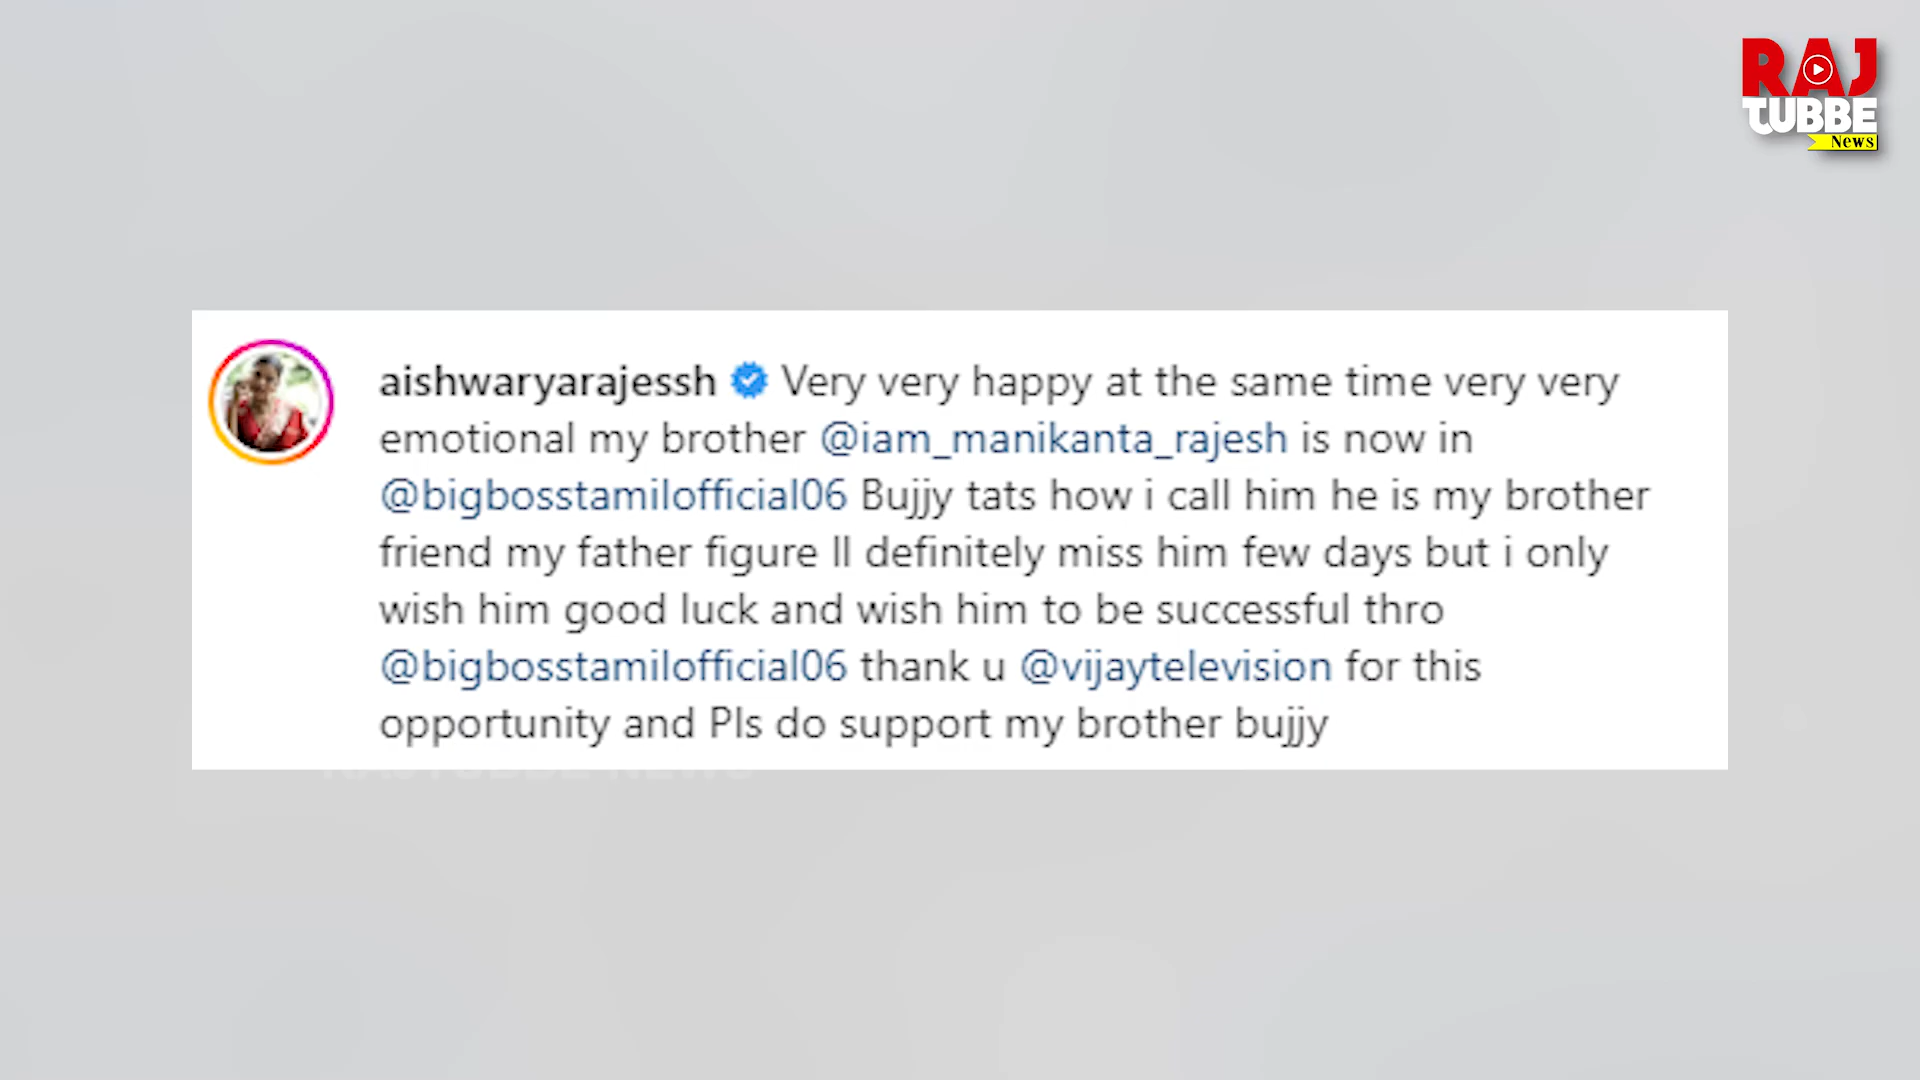 RAJ
TUBBE
News
aishwaryarajessh Very very happy at the same time very very
emotional my brother @iam_manikanta_rajesh is now in
@bigbosstamilofficial06 Bujjy tats how i call him he is my brother
friend my father figure ll definitely miss him few days but i only
wish him good luck and wish him to be successful thro
@bigbosstamilofficial06 thank u @vijaytelevision for this
opportunity and Pls do support my brother bujjy